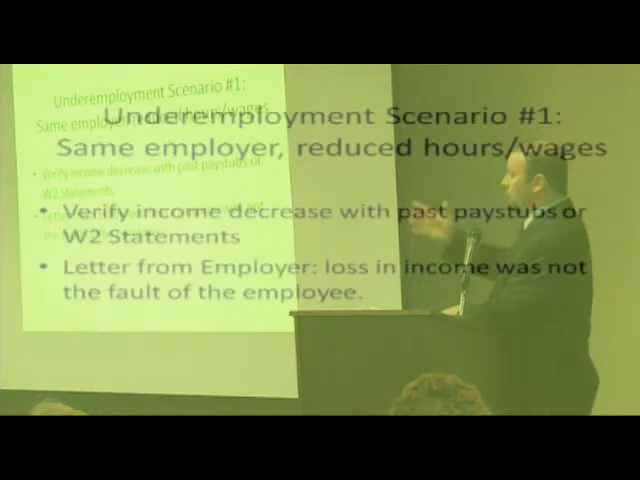 Underemployment Scenario #1:
Same employer, reduced hours/wages
• Verify income decrease with past paystubs or
W2 Statements
• Letter from Employer: loss in income was not
the fault of the employee.
Underemployment Scenario #1:
Same employer, reduced hours/wages
• Verify income decrease with past paystubs or
W2 Statements